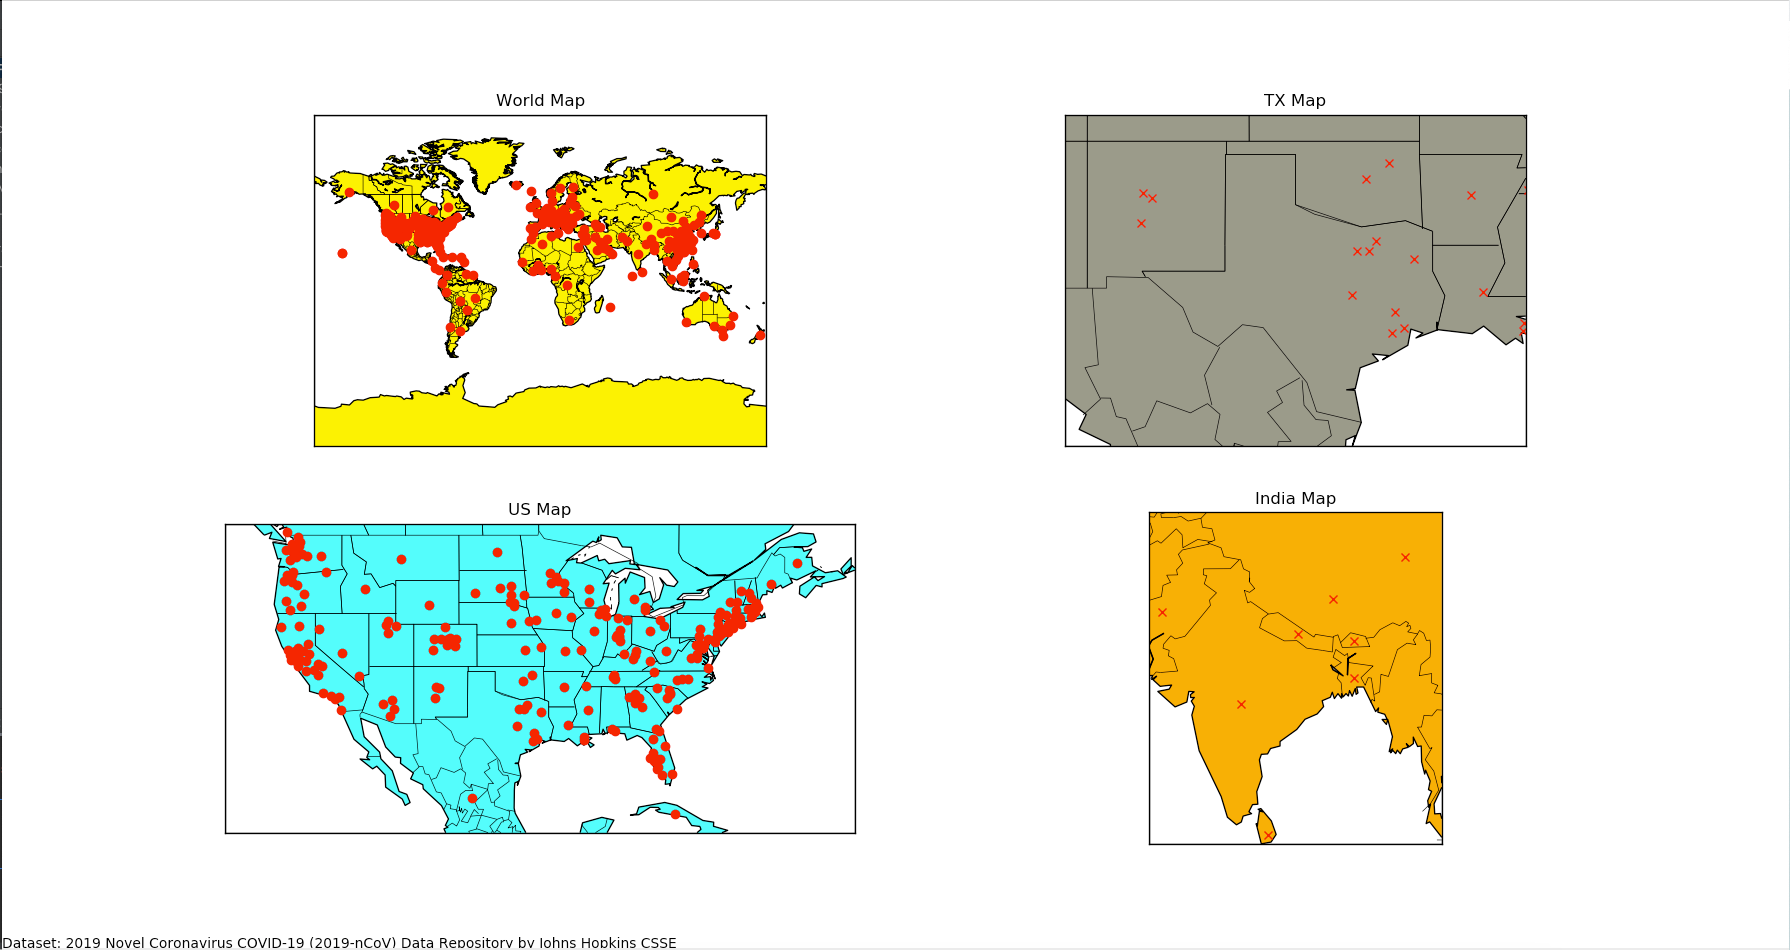 World Map
TX Map
US Map
India Map
Dataset: 2019 Novel Coronavirus COVID-19 (2019-nCoV) Data Repository by Johns Hopkins CSSE